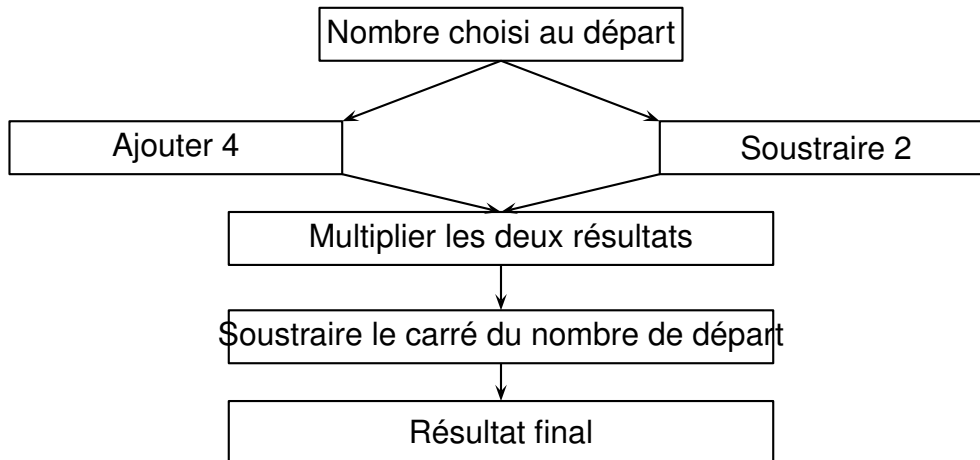 Nombre choisi au départ
Ajouter 4
Soustraire 2
Multiplier les deux résultats
Soustraire le carré du nombre de départ
Résultat final